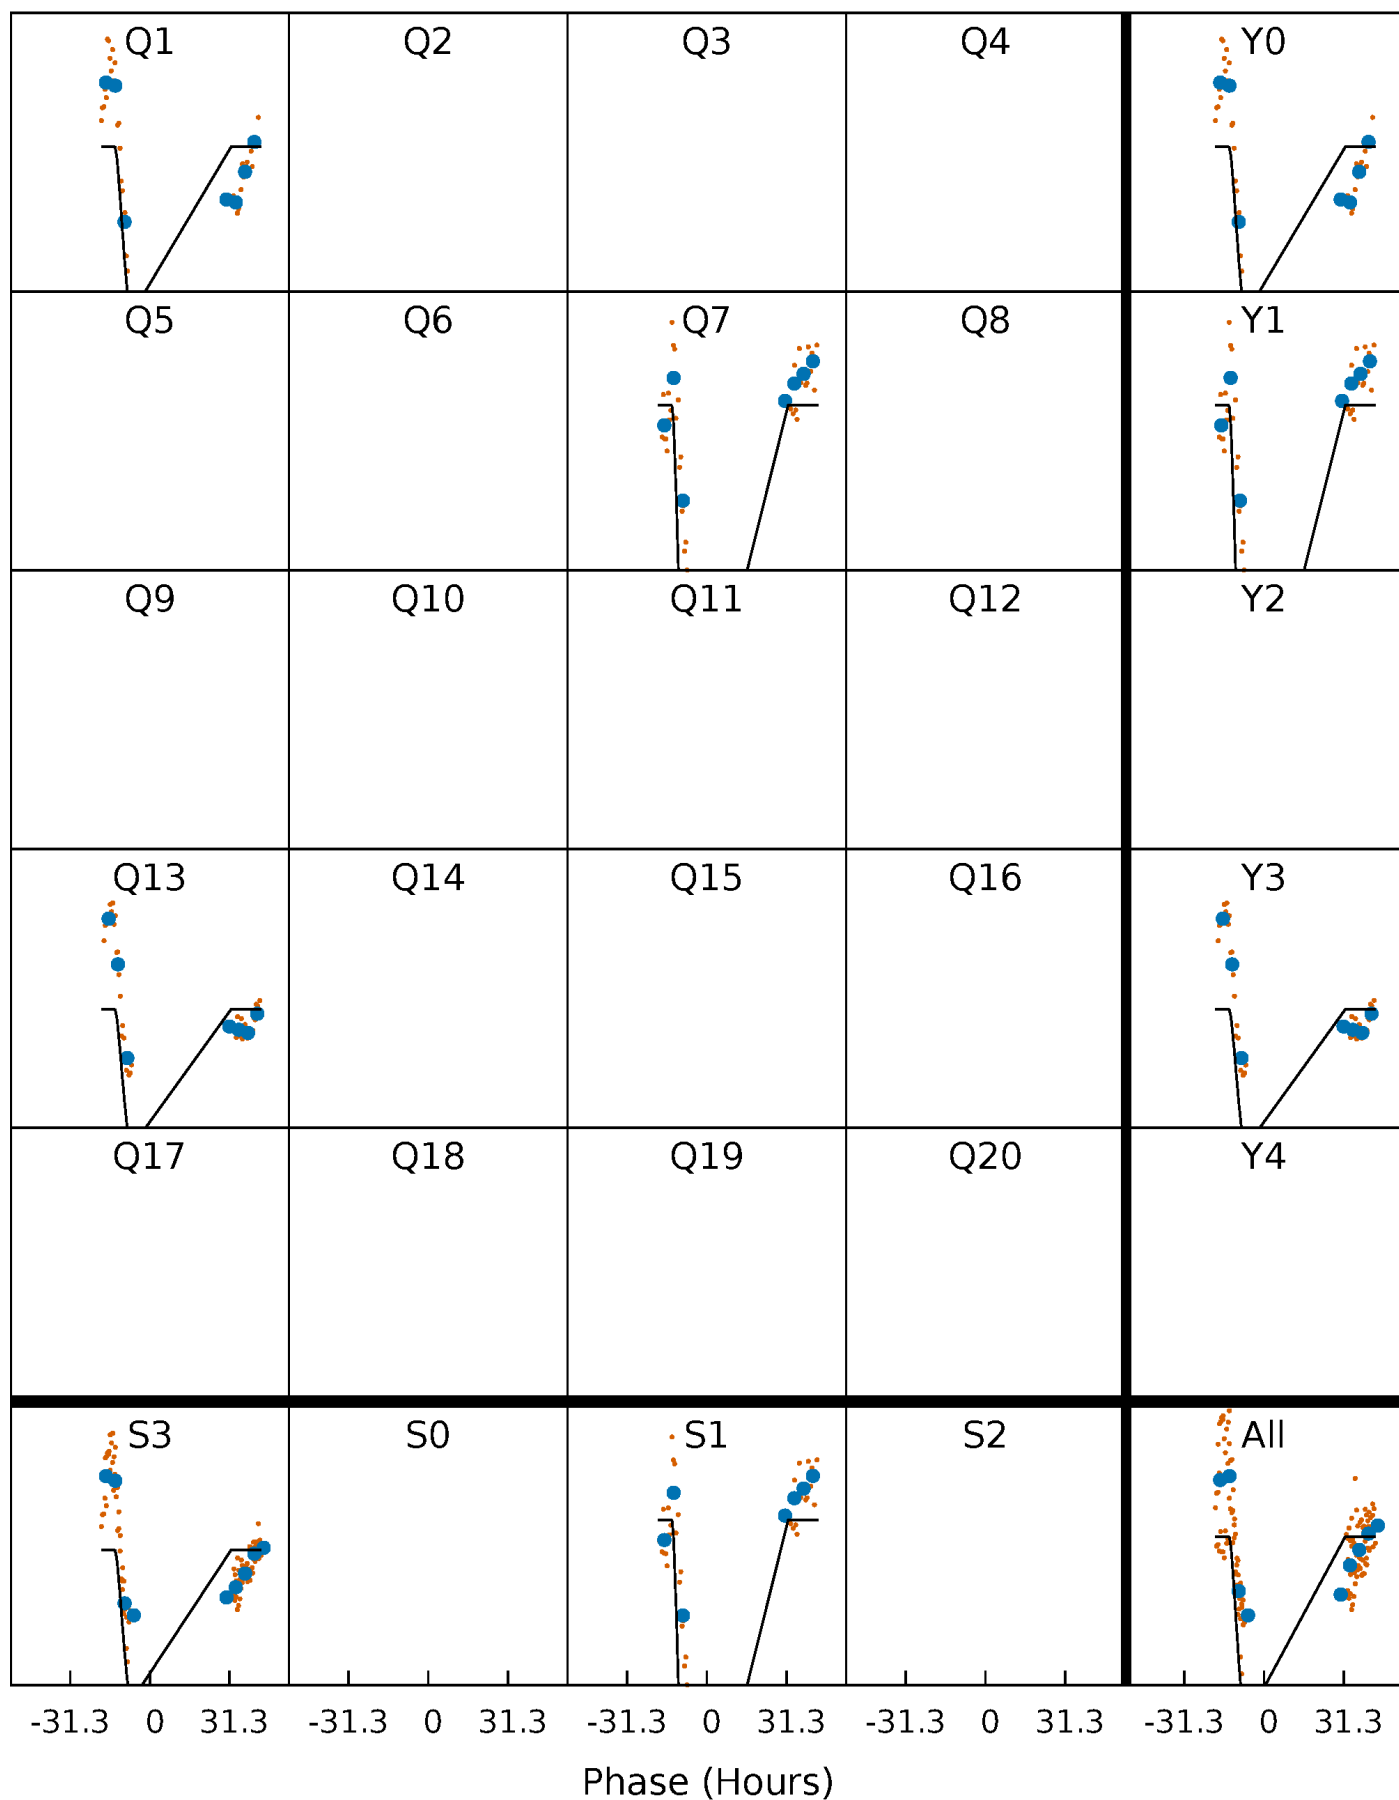 Q1 Q2 Q3 Q4 Y0
Q5 Q6 Q7 Q8 Y1
Q9 Q10 Q11 Q12 Y2
Q13 Q14 Q15 Q16 Y3
Q17 Q18 Q19 Q20 Y4
S3 S0 S1 S2 All
-31.3 0 31.3 -31.3 0 31.3 -31.3 0 31.3 -31.3 0 31.3 -31.3 0 31.3
Phase (Hours)